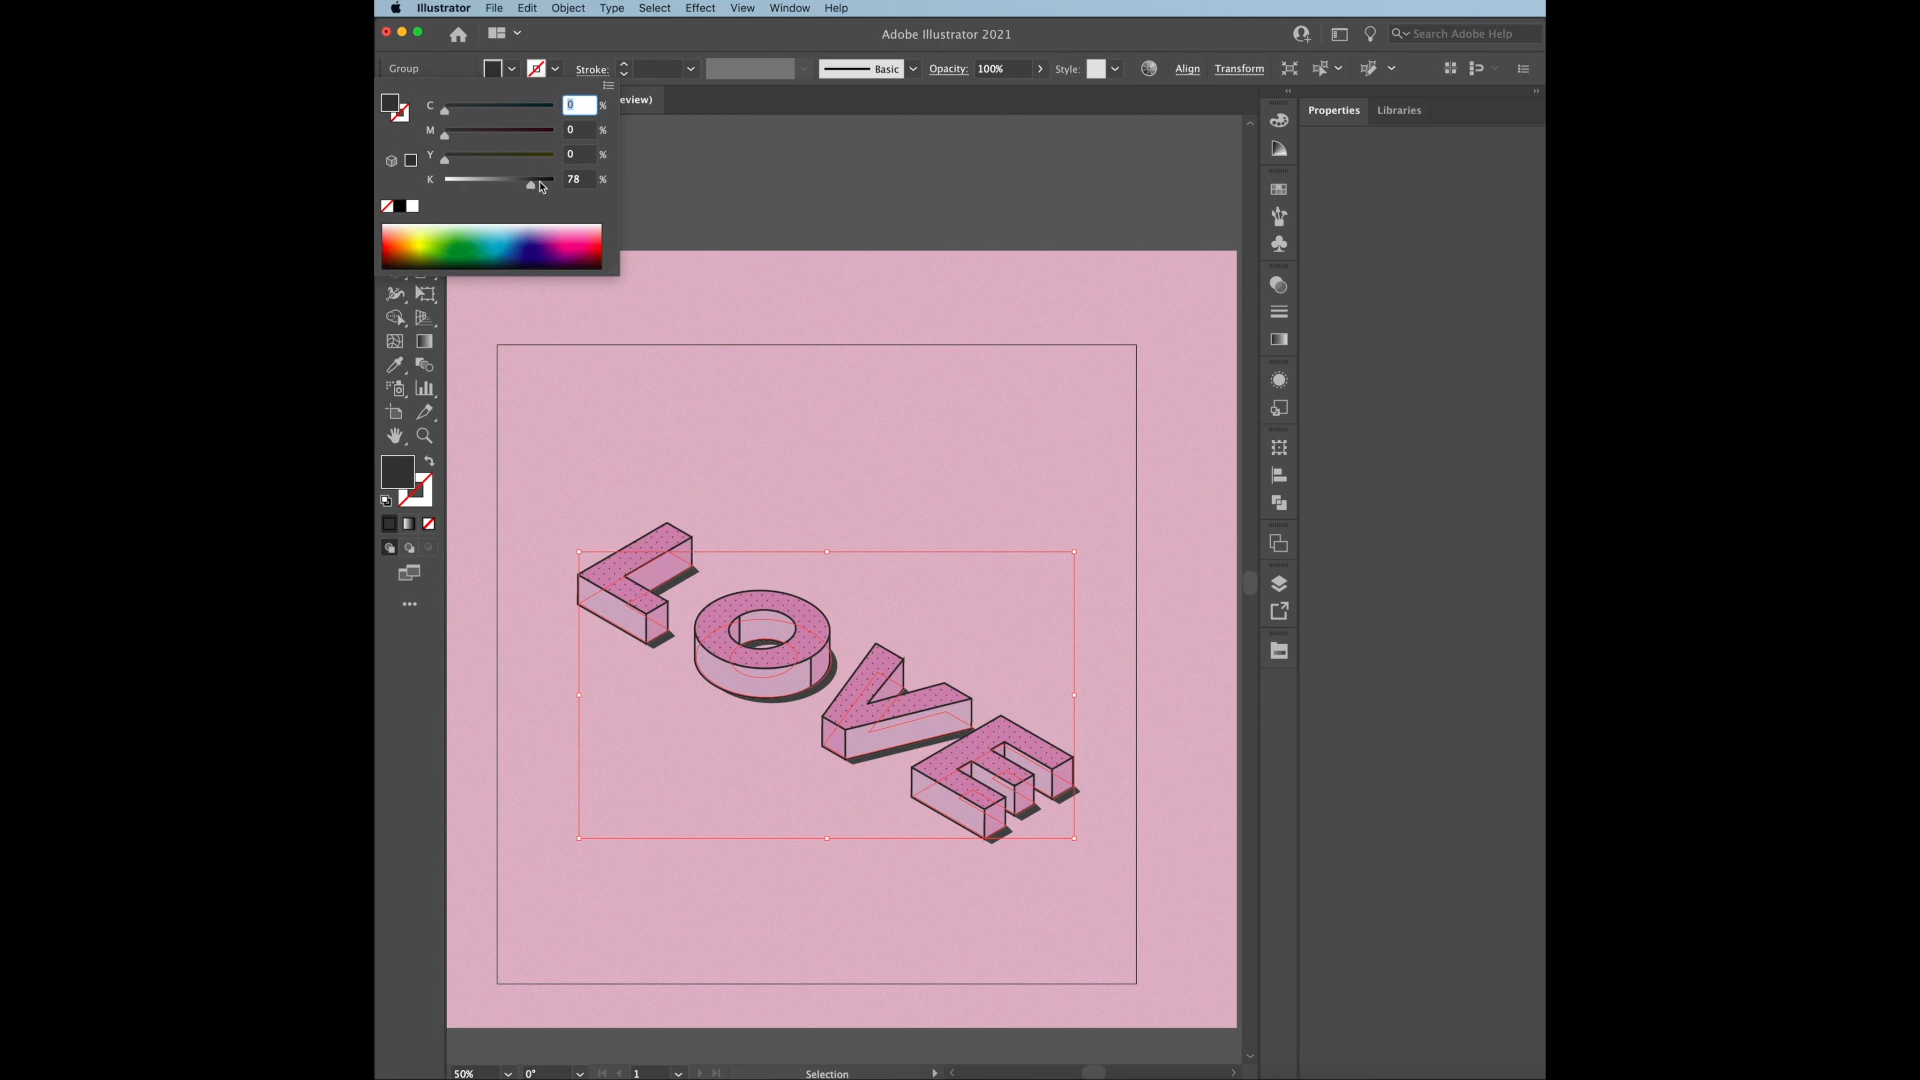 Illustrator File Edit Object Type Select Effect View Window Help
Adobe Illustrator 2021
Search Adobe Help
Group Stroke: Basic Opacity: 100% Style: Align Transform
eview)
C 0 %
M 0 %
Y 0 %
K 78 %
Properties Libraries
LOVE
50% 0° 1 Selection